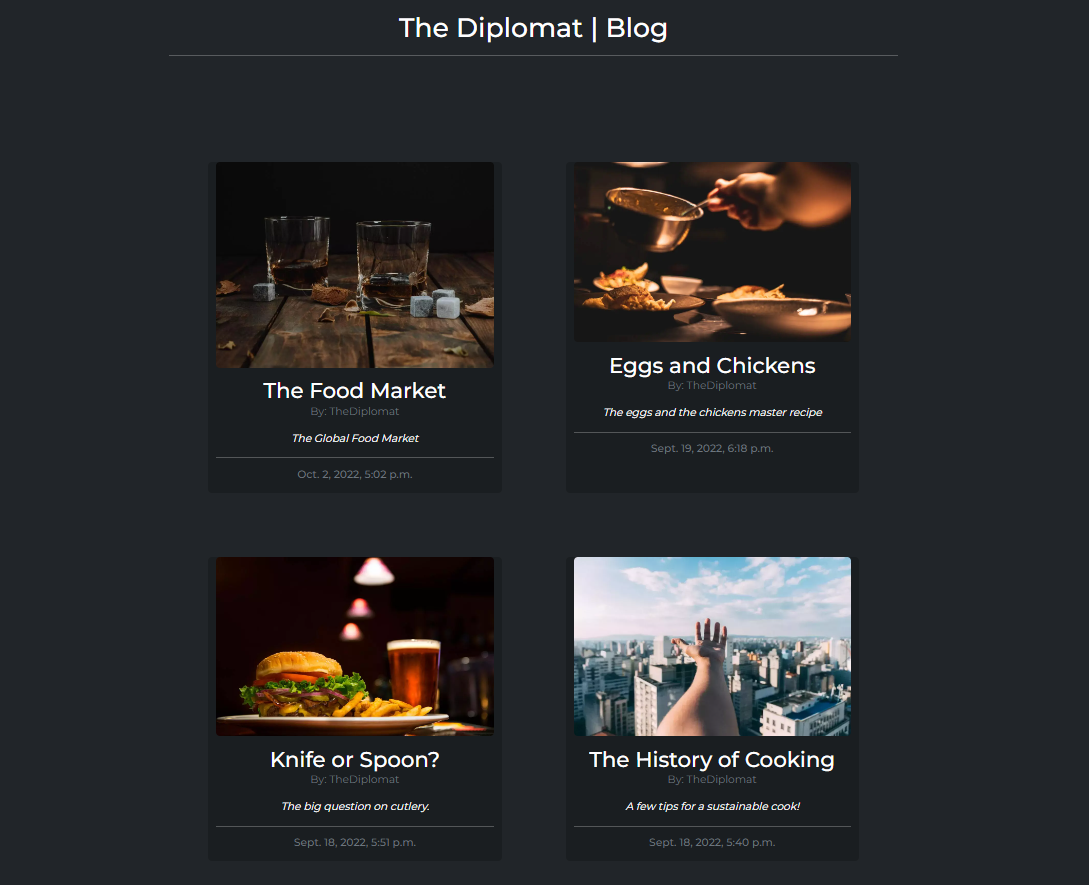 The Diplomat | Blog
The Food Market
By: TheDiplomat
The Global Food Market
Oct. 2, 2022, 5:02 p.m.
Eggs and Chickens
By: TheDiplomat
The eggs and the chickens master recipe
Sept. 19, 2022, 6:18 p.m.
Knife or Spoon?
By: TheDiplomat
The big question on cutlery.
Sept. 18, 2022, 5:51 p.m.
The History of Cooking
By: TheDiplomat
A few tips for a sustainable cook!
Sept. 18, 2022, 5:40 p.m.